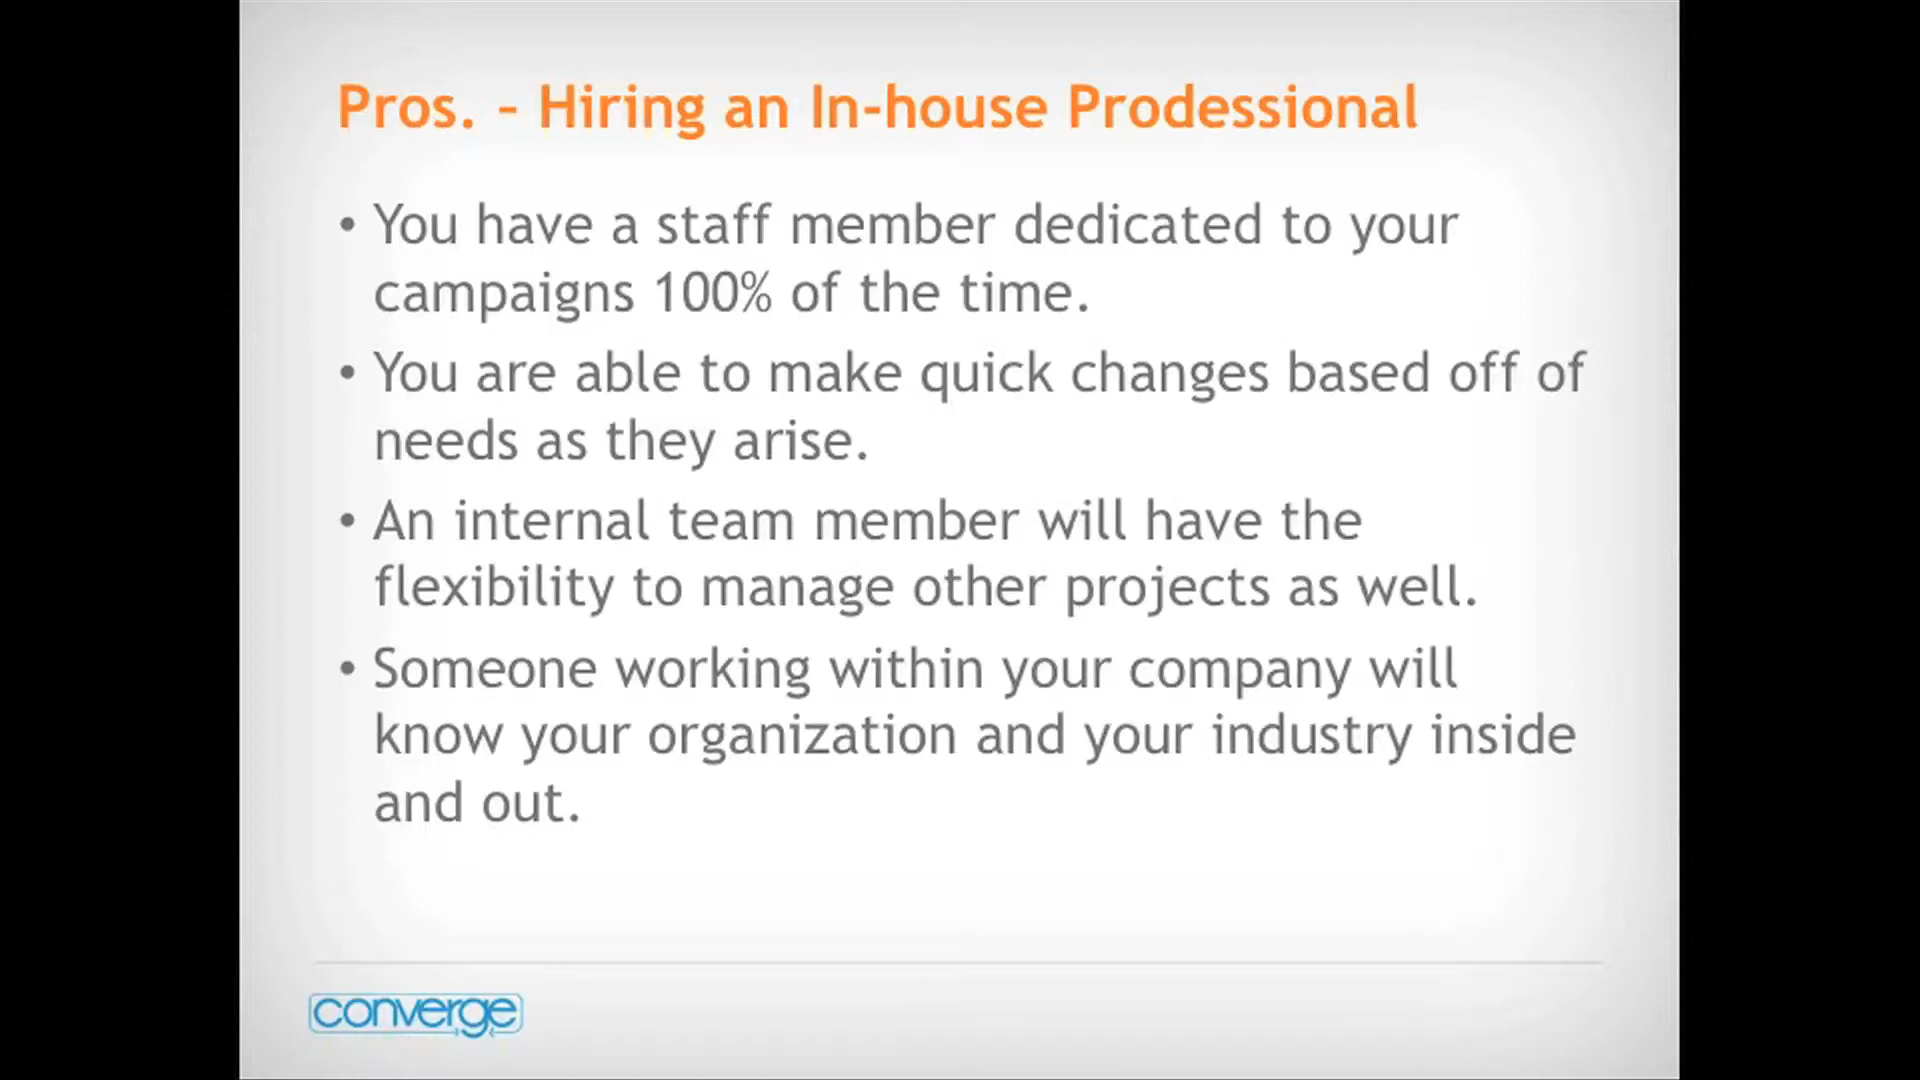 Pros. – Hiring an In-house Prodessional
• You have a staff member dedicated to your
campaigns 100% of the time.
• You are able to make quick changes based off of
needs as they arise.
• An internal team member will have the
flexibility to manage other projects as well.
• Someone working within your company will
know your organization and your industry inside
and out.
converge